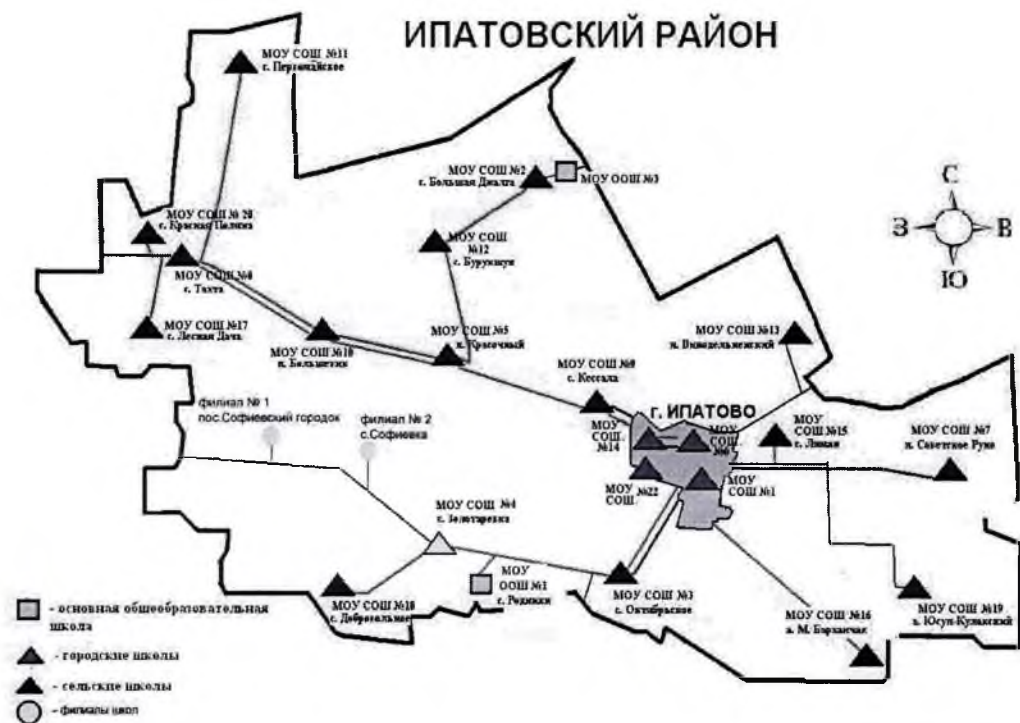 ИПАТОВСКИЙ РАЙОН
МОУ СОШ №11
с. Первомайское
МОУ СОШ №2
с. Большая Джалга
МОУ ООШ №3
С
З
В
Ю
МОУ СОШ № 20
с. Красная Поляна
МОУ СОШ
№12
с. Бурукшун
МОУ СОШ №8
с. Тахта
МОУ СОШ №17
с. Лесная Дача
МОУ СОШ №10
п. Большевик
МОУ СОШ №5
п. Красочный
МОУ СОШ №13
п. Винодельненский
МОУ СОШ №9
с. Кевсала
г. ИПАТОВО
МОУ
СОШ
№14
МОУ
СОШ
№6
МОУ
СОШ №15
с. Лиман
МОУ СОШ №7
п. Советское Руно
филиал № 1
пос.Софиевский городок
филиал № 2
с.Софиевка
МОУ №22
СОШ
МОУ
СОШ №1
МОУ СОШ №4
с. Золотаревка
МОУ
ООШ №1
с. Родники
МОУ СОШ №18
с. Добровольное
МОУ СОШ №3
с. Октябрьское
МОУ СОШ №16
а. М. Барханчак
МОУ СОШ №19
а. Юсуп-Кулакский
- основная общеобразовательная
школа
- городские школы
- сельские школы
- филиалы школ